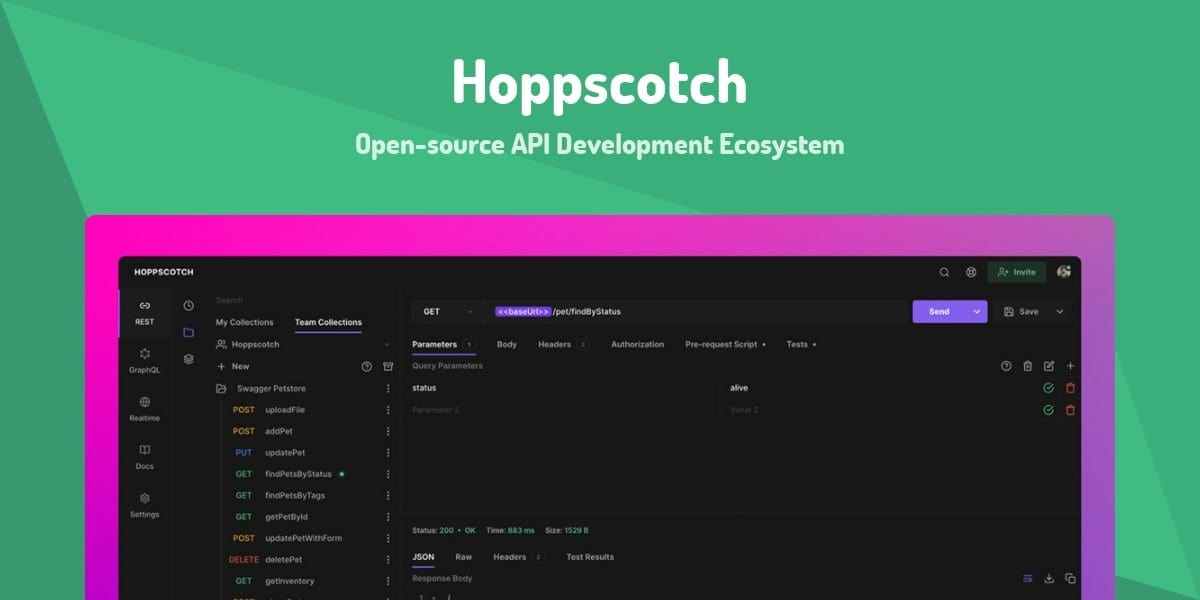 Hoppscotch
Open-source API Development Ecosystem
HOPPSCOTCH
Invite
REST
GraphQL
Realtime
Docs
Settings
Search
My Collections Team Collections
Hoppscotch
New
Swagger Petstore
POST uploadFile
POST addPet
PUT updatePet
GET findPetsByStatus
GET findPetsByTags
GET getPetById
POST updatePetWithForm
DELETE deletePet
GET getInventory
GET <<baseUrl>>/pet/findByStatus Send Save
Parameters 1 Body Headers 2 Authorization Pre-request Script • Tests •
Query Parameters
status alive
Parameter 2 Value 2
Status: 200 • OK Time: 883 ms Size: 1529 B
JSON Raw Headers 2 Test Results
Response Body
1 {